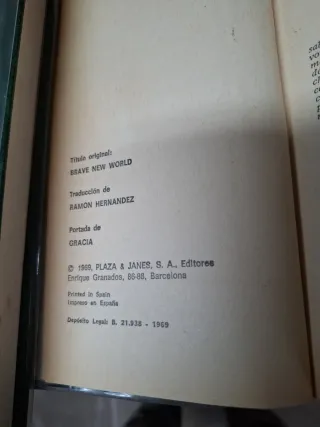 Título original:
BRAVE NEW WORLD
Traducción de
RAMON HERNANDEZ
Portada de
GRACIA
© 1969, PLAZA & JANES, S. A., Editores
Enrique Granados, 86-88, Barcelona
Printed in Spain
Impreso en España
Depósito Legal: B. 21.938 - 1969